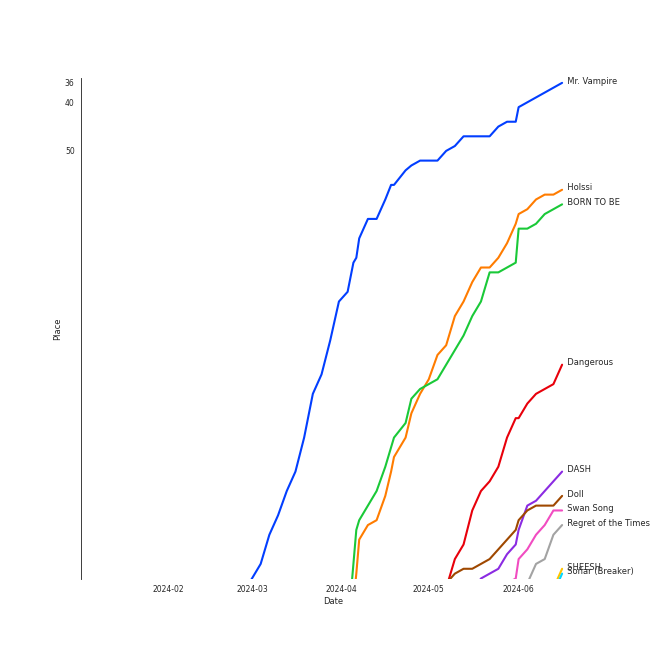 36
40
50
Place
Mr. Vampire
Holssi
BORN TO BE
Dangerous
DASH
Doll
Swan Song
Regret of the Times
SHEESH
Sonar (Breaker)
2024-02 2024-03 2024-04 2024-05 2024-06
Date